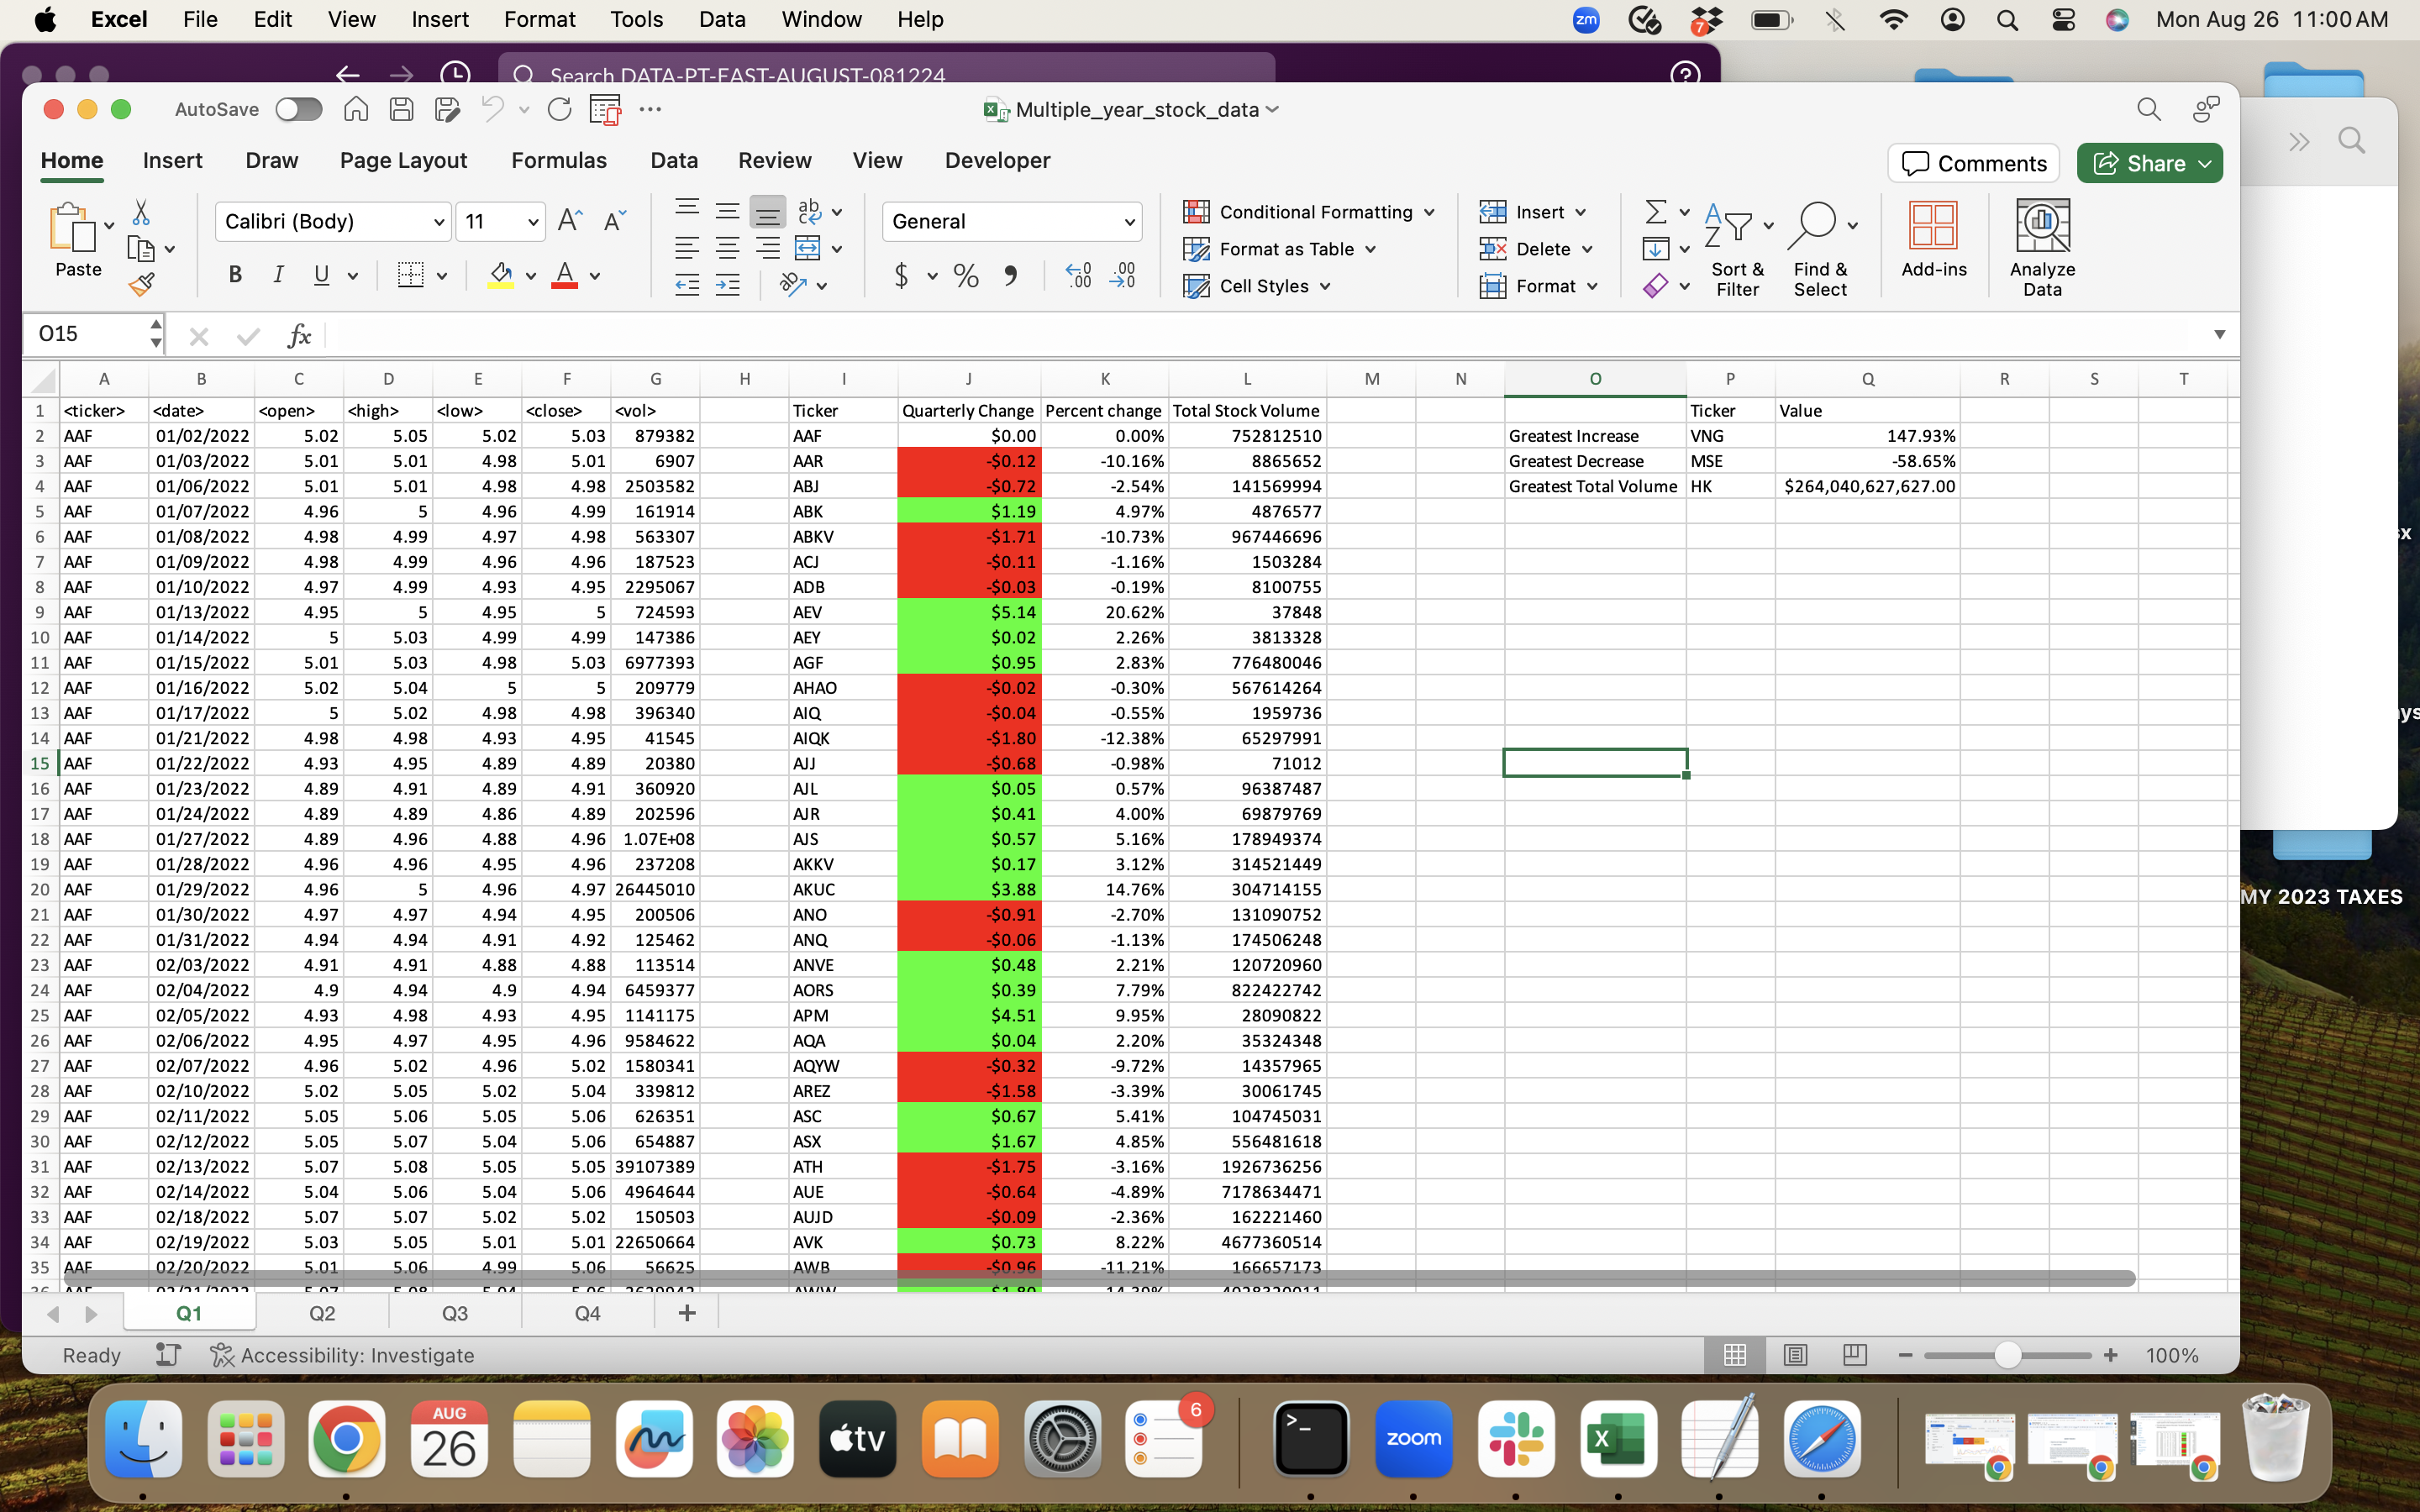 Excel File Edit View Insert Format Tools Data Window Help zm 7 Mon Aug 26 11:00 AM
Search DATA-PT-EAST-AUGUST-081224
AutoSave Multiple_year_stock_data
Home Insert Draw Page Layout Formulas Data Review View Developer Comments Share
Paste Calibri (Body) 11 General Conditional Formatting Insert Sort & Filter Find & Select Add-ins Analyze Data
Format as Table Delete
B I U A $ % Cell Styles Format
O15 fx
A B C D E F G H I J K L M N O P Q R S T
1 <ticker> <date> <open> <high> <low> <close> <vol> Ticker Quarterly Change Percent change Total Stock Volume Ticker Value
2 AAF 01/02/2022 5.02 5.05 5.02 5.03 879382 AAF $0.00 0.00% 752812510 Greatest Increase VNG 147.93%
3 AAF 01/03/2022 5.01 5.01 4.98 5.01 6907 AAR -$0.12 -10.16% 8865652 Greatest Decrease MSE -58.65%
4 AAF 01/06/2022 5.01 5.01 4.98 4.98 2503582 ABJ -$0.72 -2.54% 141569994 Greatest Total Volume HK $264,040,627,627.00
5 AAF 01/07/2022 4.96 5 4.96 4.99 161914 ABK $1.19 4.97% 4876577
6 AAF 01/08/2022 4.98 4.99 4.97 4.98 563307 ABKV -$1.71 -10.73% 967446696
7 AAF 01/09/2022 4.98 4.99 4.96 4.96 187523 ACJ -$0.11 -1.16% 1503284
8 AAF 01/10/2022 4.97 4.99 4.93 4.95 2295067 ADB -$0.03 -0.19% 8100755
9 AAF 01/13/2022 4.95 5 4.95 5 724593 AEV $5.14 20.62% 37848
10 AAF 01/14/2022 5 5.03 4.99 4.99 147386 AEY $0.02 2.26% 3813328
11 AAF 01/15/2022 5.01 5.03 4.98 5.03 6977393 AGF $0.95 2.83% 776480046
12 AAF 01/16/2022 5.02 5.04 5 5 209779 AHAO -$0.02 -0.30% 567614264
13 AAF 01/17/2022 5 5.02 4.98 4.98 396340 AIQ -$0.04 -0.55% 1959736
14 AAF 01/21/2022 4.98 4.98 4.93 4.95 41545 AIQK -$1.80 -12.38% 65297991
15 AAF 01/22/2022 4.93 4.95 4.89 4.89 20380 AJJ -$0.68 -0.98% 71012
16 AAF 01/23/2022 4.89 4.91 4.89 4.91 360920 AJL $0.05 0.57% 96387487
17 AAF 01/24/2022 4.89 4.89 4.86 4.89 202596 AJR $0.41 4.00% 69879769
18 AAF 01/27/2022 4.89 4.96 4.88 4.96 1.07E+08 AJS $0.57 5.16% 178949374
19 AAF 01/28/2022 4.96 4.96 4.95 4.96 237208 AKKV $0.17 3.12% 314521449
20 AAF 01/29/2022 4.96 5 4.96 4.97 26445010 AKUC $3.88 14.76% 304714155
21 AAF 01/30/2022 4.97 4.97 4.94 4.95 200506 ANO -$0.91 -2.70% 131090752
22 AAF 01/31/2022 4.94 4.94 4.91 4.92 125462 ANQ -$0.06 -1.13% 174506248
23 AAF 02/03/2022 4.91 4.91 4.88 4.88 113514 ANVE $0.48 2.21% 120720960
24 AAF 02/04/2022 4.9 4.94 4.9 4.94 6459377 AORS $0.39 7.79% 822422742
25 AAF 02/05/2022 4.93 4.98 4.93 4.95 1141175 APM $4.51 9.95% 28090822
26 AAF 02/06/2022 4.95 4.97 4.95 4.96 9584622 AQA $0.04 2.20% 35324348
27 AAF 02/07/2022 4.96 5.02 4.96 5.02 1580341 AQYW -$0.32 -9.72% 14357965
28 AAF 02/10/2022 5.02 5.05 5.02 5.04 339812 AREZ -$1.58 -3.39% 30061745
29 AAF 02/11/2022 5.05 5.06 5.05 5.06 626351 ASC $0.67 5.41% 104745031
30 AAF 02/12/2022 5.05 5.07 5.04 5.06 654887 ASX $1.67 4.85% 556481618
31 AAF 02/13/2022 5.07 5.08 5.05 5.05 39107389 ATH -$1.75 -3.16% 1926736256
32 AAF 02/14/2022 5.04 5.06 5.04 5.06 4964644 AUE -$0.64 -4.89% 7178634471
33 AAF 02/18/2022 5.07 5.07 5.02 5.02 150503 AUJD -$0.09 -2.36% 162221460
34 AAF 02/19/2022 5.03 5.05 5.01 5.01 22650664 AVK $0.73 8.22% 4677360514
35 AAF 02/20/2022 5.01 5.06 4.99 5.06 56625 AWB -$0.96 -11.21% 166657173
Q1 Q2 Q3 Q4 +
Ready Accessibility: Investigate 100%
MY 2023 TAXES
AUG 26 tv 6 zoom X